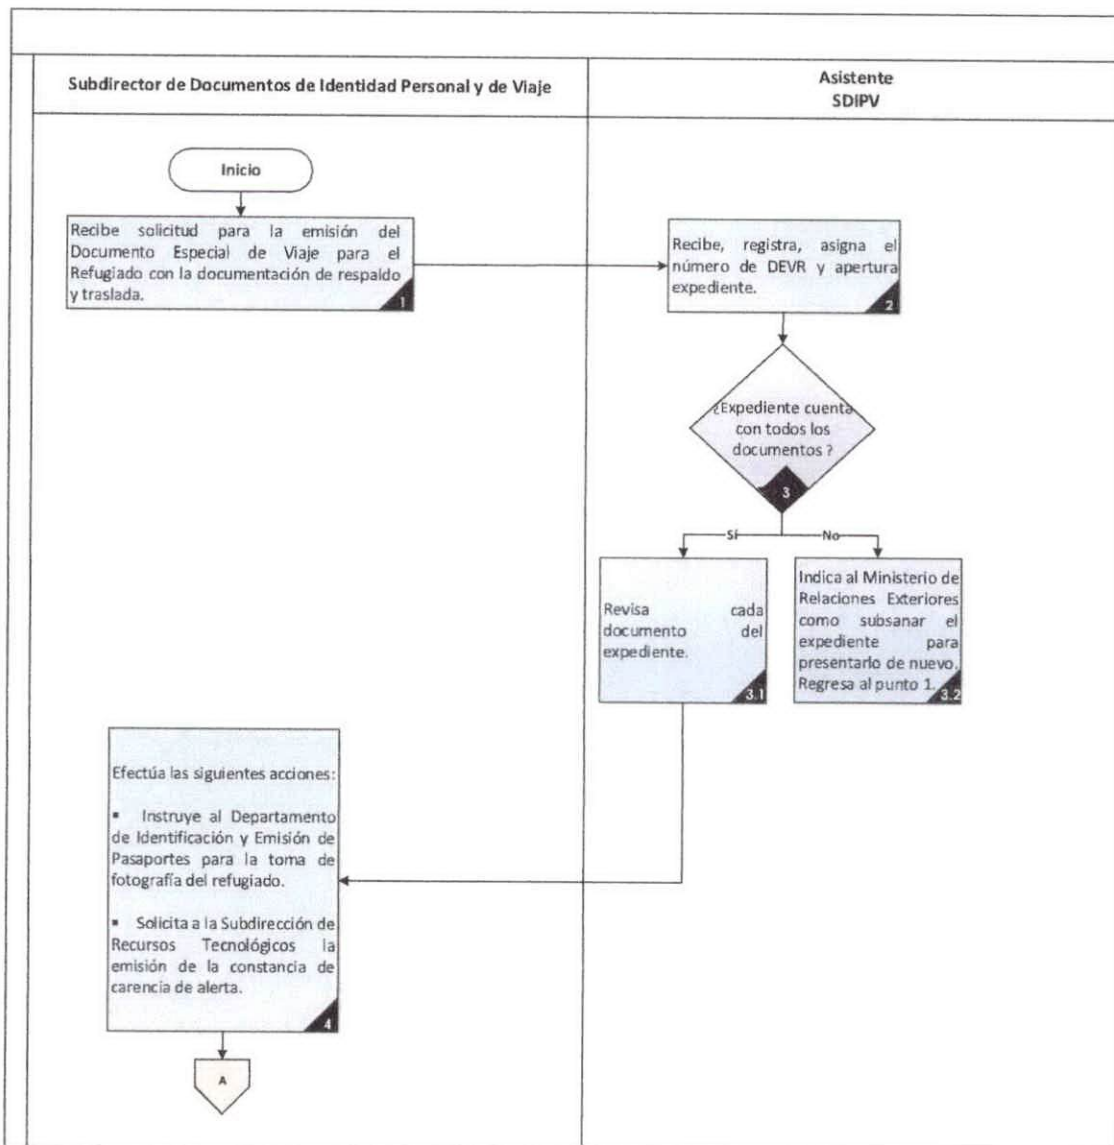 Subdirector de Documentos de Identidad Personal y de Viaje
Asistente
SDIPV
Inicio
Recibe solicitud para la emisión del
Documento Especial de Viaje para el
Refugiado con la documentación de respaldo
y traslada.
1
Recibe, registra, asigna el
número de DEVR y apertura
expediente.
2
¿Expediente cuenta
con todos los
documentos ?
3
Sí
No
Revisa cada
documento del
expediente.
3.1
Indica al Ministerio de
Relaciones Exteriores
como subsanar el
expediente para
presentarlo de nuevo.
Regresa al punto 1.
3.2
Efectúa las siguientes acciones:
▪ Instruye al Departamento
de Identificación y Emisión de
Pasaportes para la toma de
fotografía del refugiado.
▪ Solicita a la Subdirección de
Recursos Tecnológicos la
emisión de la constancia de
carencia de alerta.
4
A